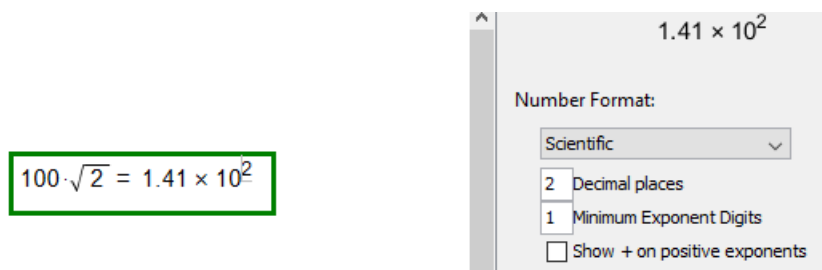 100·√2 = 1.41 × 10²
1.41 × 10²
Number Format:
Scientific
2 Decimal places
1 Minimum Exponent Digits
Show + on positive exponents